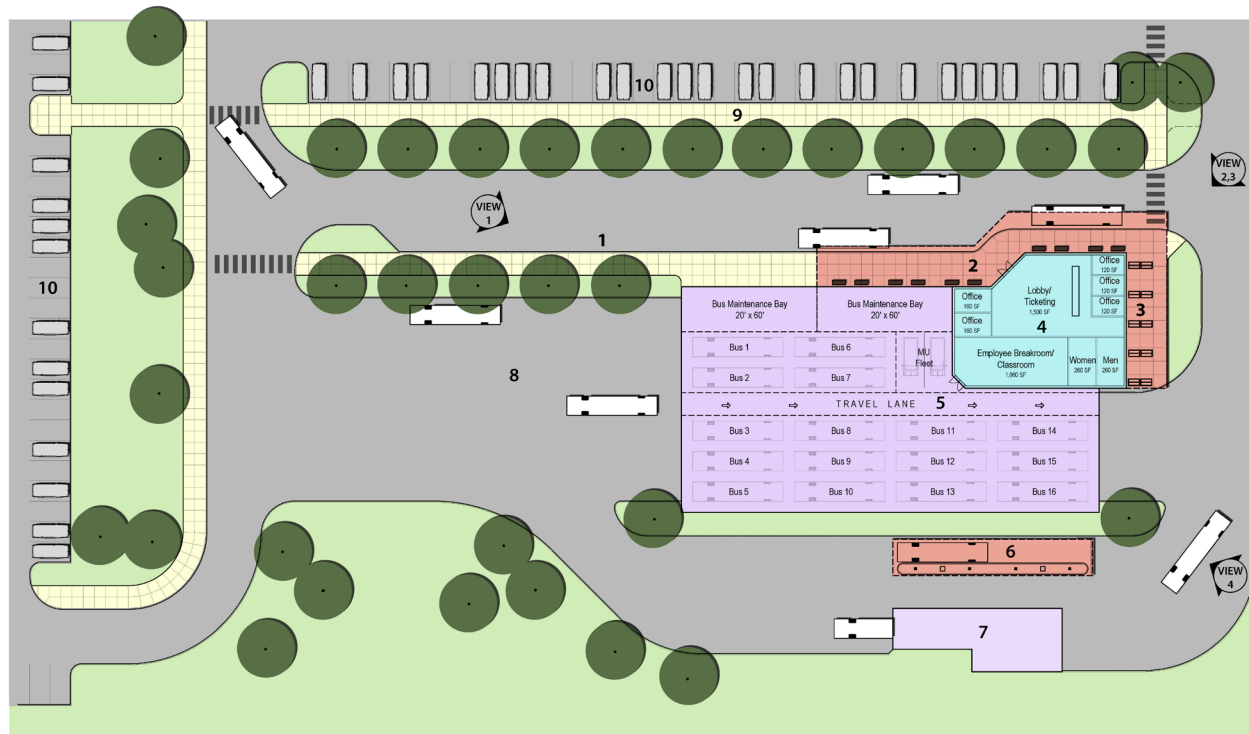 10
9
VIEW
2,3
VIEW
1
1
2
Office
120 SF
Office
120 SF
Office
120 SF
Lobby/
Ticketing
1,500 SF
4
3
Office
160 SF
Office
160 SF
10
Bus Maintenance Bay
20' x 60'
Bus Maintenance Bay
20' x 60'
Employee Breakroom/
Classroom
1,060 SF
Women
260 SF
Men
260 SF
MU
Fleet
Bus 1
Bus 6
Bus 2
Bus 7
8
TRAVEL LANE
5
Bus 3
Bus 8
Bus 11
Bus 14
Bus 4
Bus 9
Bus 12
Bus 15
Bus 5
Bus 10
Bus 13
Bus 16
6
VIEW
4
7